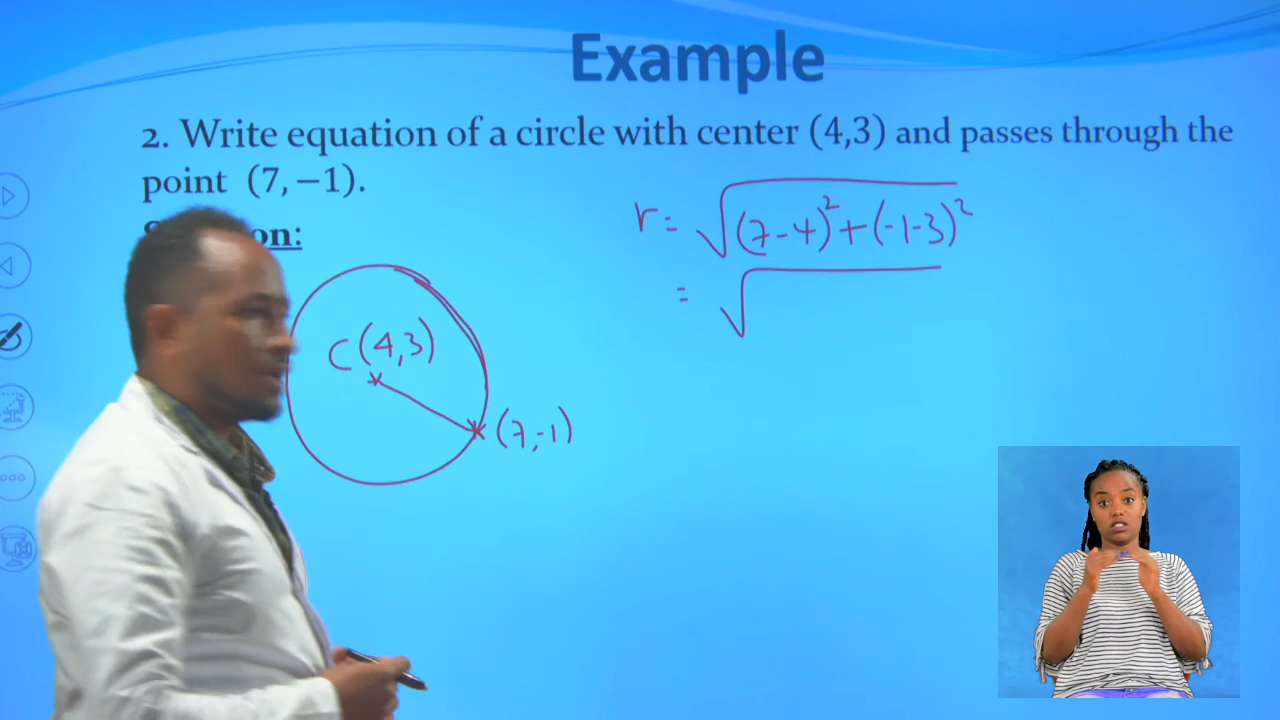 Example
2. Write equation of a circle with center (4,3) and passes through the
point (7,−1).
on:
r = √(7-4)² + (-1-3)²
= √
C(4,3)
(7,-1)